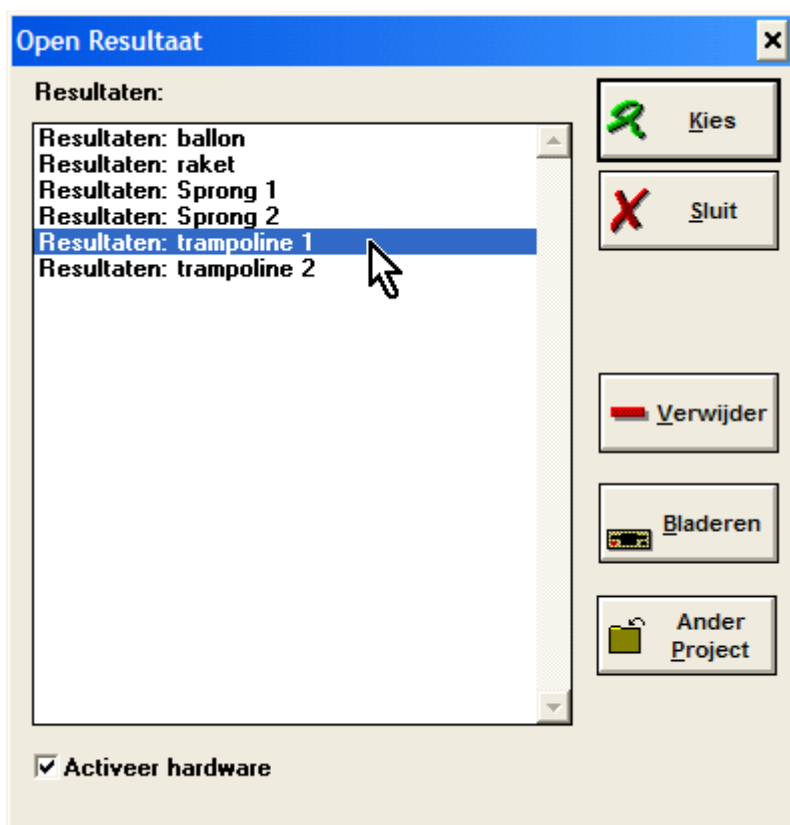 Open Resultaat
Resultaten:
Resultaten: ballon
Resultaten: raket
Resultaten: Sprong 1
Resultaten: Sprong 2
Resultaten: trampoline 1
Resultaten: trampoline 2
Kies
Sluit
Verwijder
Bladeren
Ander
Project
Activeer hardware